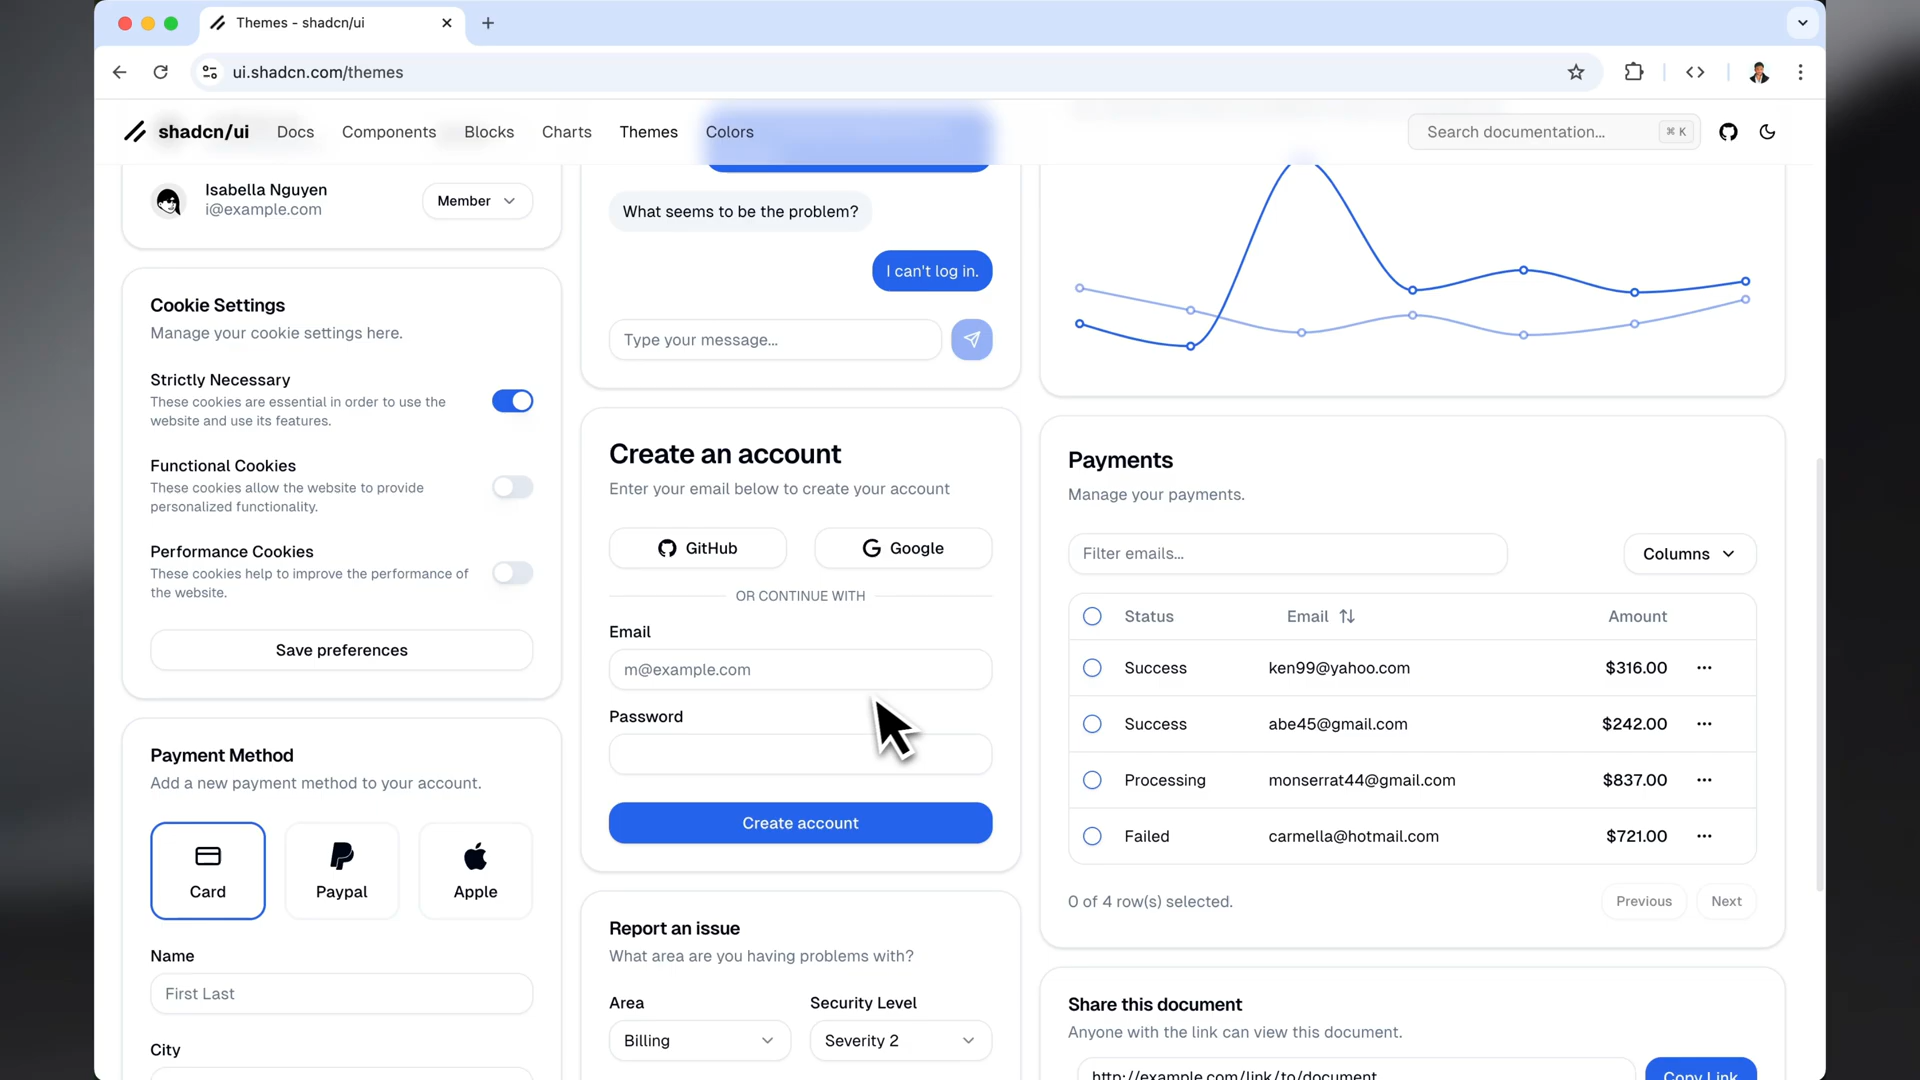 Themes - shadcn/ui
ui.shadcn.com/themes
shadcn/ui
Docs
Components
Blocks
Charts
Themes
Colors
Search documentation...
⌘ K
Isabella Nguyen
i@example.com
Member
Cookie Settings
Manage your cookie settings here.
Strictly Necessary
These cookies are essential in order to use the
website and use its features.
Functional Cookies
These cookies allow the website to provide
personalized functionality.
Performance Cookies
These cookies help to improve the performance of
the website.
Save preferences
Payment Method
Add a new payment method to your account.
Card
Paypal
Apple
Name
First Last
City
What seems to be the problem?
I can't log in.
Type your message...
Create an account
Enter your email below to create your account
GitHub
Google
OR CONTINUE WITH
Email
m@example.com
Password
Create account
Report an issue
What area are you having problems with?
Area
Security Level
Billing
Severity 2
Payments
Manage your payments.
Filter emails...
Columns
Status Email Amount
Success ken99@yahoo.com $316.00
Success abe45@gmail.com $242.00
Processing monserrat44@gmail.com $837.00
Failed carmella@hotmail.com $721.00
0 of 4 row(s) selected.
Previous
Next
Share this document
Anyone with the link can view this document.
http://example.com/link/to/document
Copy Link